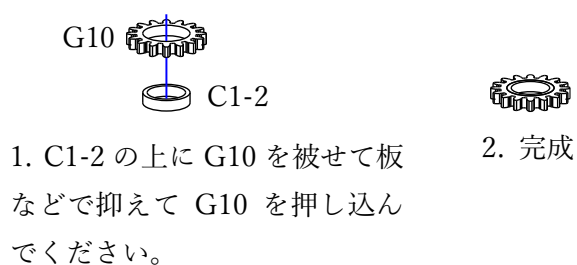 G10
C1-2
1. C1-2 の上に G10 を被せて板
などで抑えて G10 を押し込ん
でください。
2. 完成